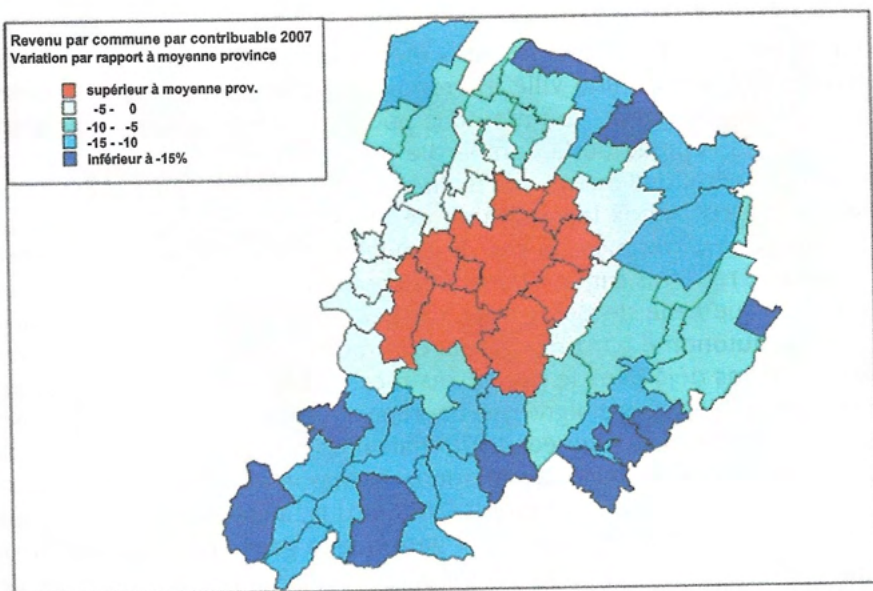 Revenu par commune par contribuable 2007
Variation par rapport à moyenne province
supérieur à moyenne prov.
-5 - 0
-10 - -5
-15 - -10
inférieur à -15%